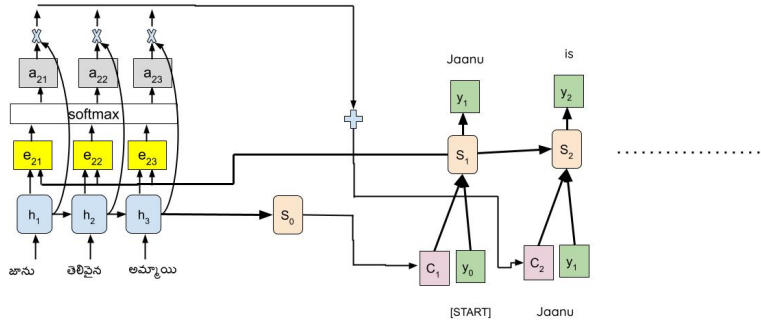 Jaanu
is
a21 a22 a23
y1
y2
softmax
e21 e22 e23
S1
S2
h1 h2 h3
S0
C1 y0
C2 y1
జాను తెలివైన అమ్మాయి
[START]
Jaanu